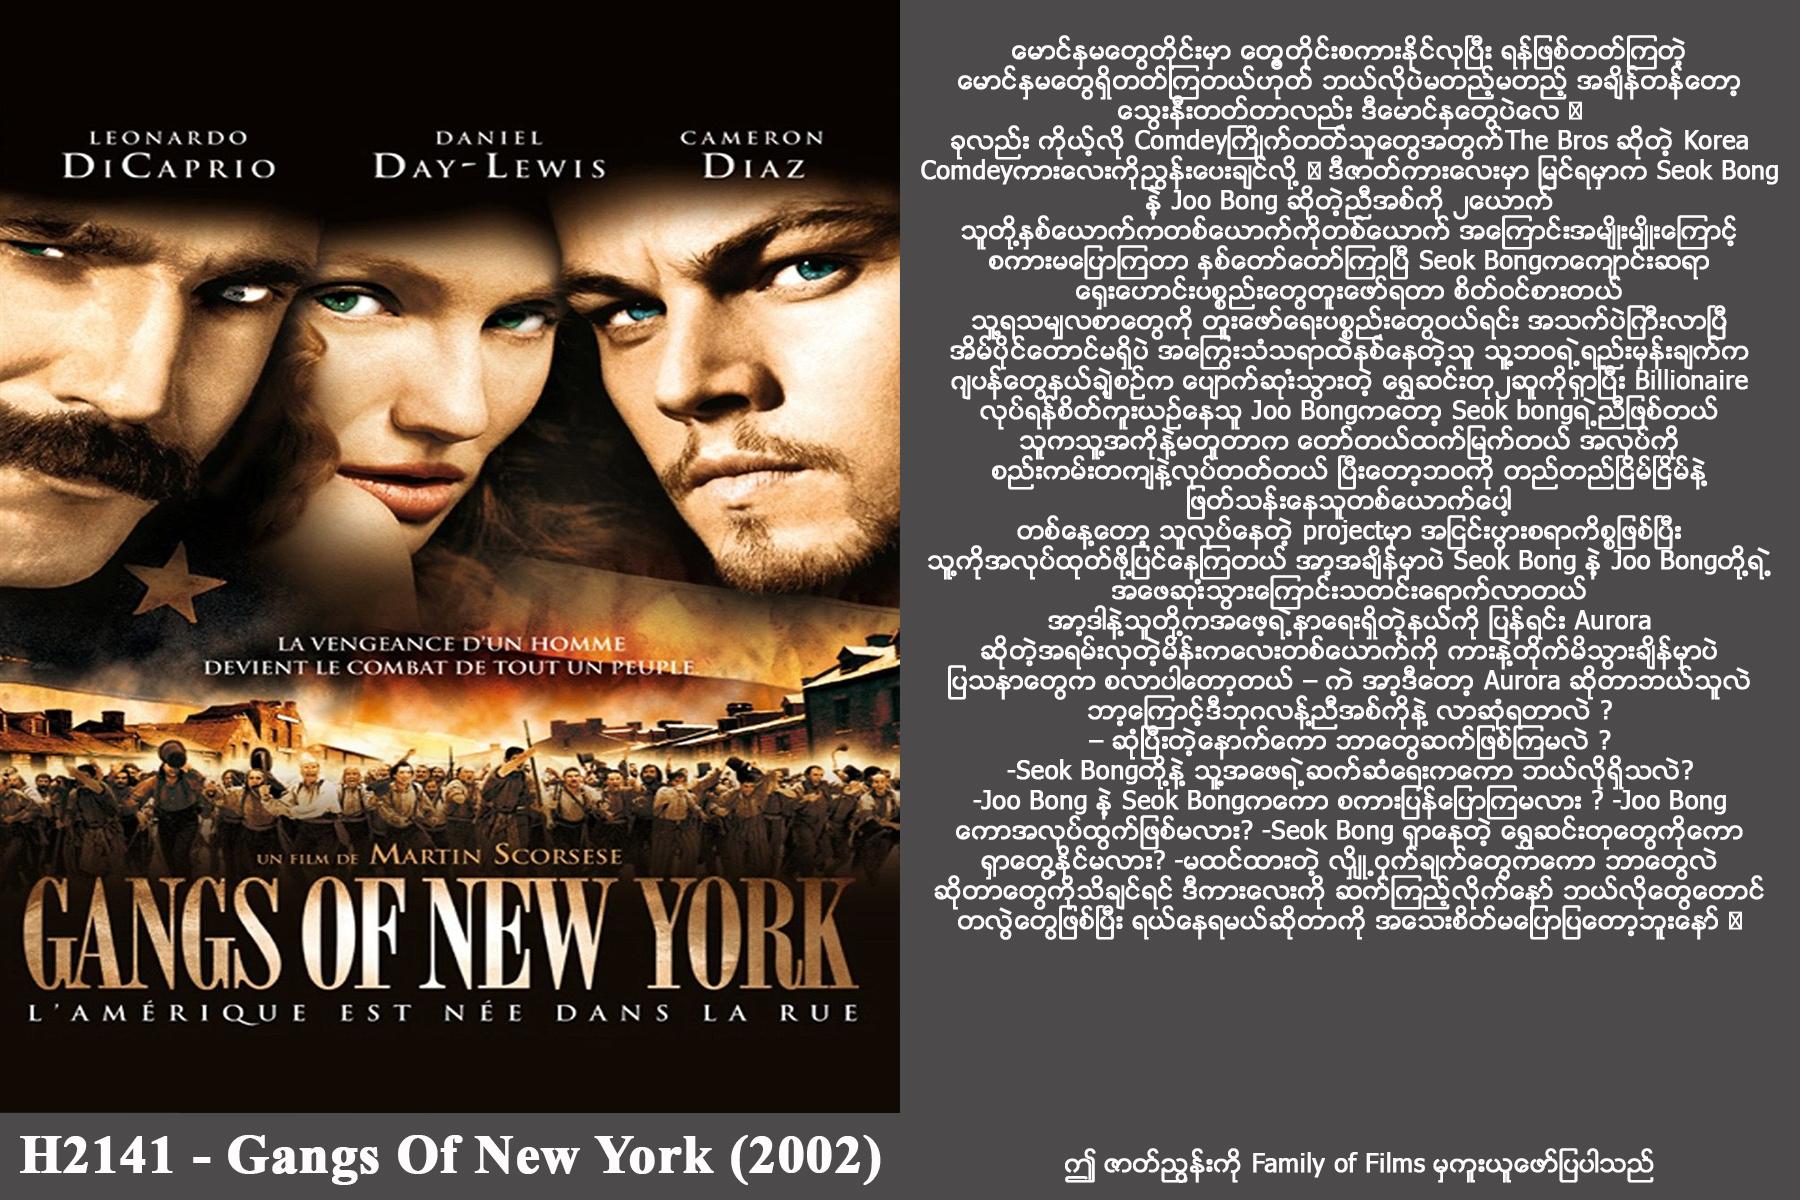 LEONARDO
DICAPRIO
DANIEL
DAY-LEWIS
CAMERON
DIAZ
LA VENGEANCE D'UN HOMME
DEVIENT LE COMBAT DE TOUT UN PEUPLE.
UN FILM DE MARTIN SCORSESE
GANGS OF NEW YORK
L'AMÉRIQUE EST NÉE DANS LA RUE
H2141 - Gangs Of New York (2002)
မောင်နှမတွေတိုင်းမှာ တွေ့တိုင်းစကားနိုင်လုပြီး ရန်ဖြစ်တတ်ကြတဲ့
မောင်နှမတွေရှိတတ်ကြတယ်ဟုတ် ဘယ်လိုပဲမတည့်မတည့် အချိန်တန်တော့
သွေးနီးတတ်တာလည်း ဒီမောင်နှတွေပဲလေ
ခုလည်း ကိုယ့်လို Comdeyကြိုက်တတ်သူတွေအတွက်The Bros ဆိုတဲ့ Korea
Comdeyကားလေးကိုညွှန်းပေးချင်လို့ ဒီဇာတ်ကားလေးမှာ မြင်ရမှာက Seok Bong
နဲ့ Joo Bong ဆိုတဲ့ညီအစ်ကို ၂ယောက်
သူတို့နှစ်ယောက်ကတစ်ယောက်ကိုတစ်ယောက် အကြောင်းအမျိုးမျိုးကြောင့်
စကားမပြောကြတာ နှစ်တော်တော်ကြာပြီ Seok Bongကကျောင်းဆရာ
ရှေးဟောင်းပစ္စည်းတွေတူးဖော်ရတာ စိတ်ဝင်စားတယ်
သူ့ရသမျှလစာတွေကို တူးဖော်ရေးပစ္စည်းတွေဝယ်ရင်း အသက်ပဲကြီးလာပြီ
အိမ်ပိုင်တောင်မရှိပဲ အကြွေးသံသရာထဲနစ်နေတဲ့သူ သူ့ဘဝရဲ့ရည်းမှန်းချက်က
ဂျပန်တွေနယ်ချဲ့စဉ်က ပျောက်ဆုံးသွားတဲ့ ရွှေဆင်းတု၂ဆူကိုရှာပြီး Billionaire
လုပ်ရန်စိတ်ကူးယဉ်နေသူ Joo Bongကတော့ Seok bongရဲ့ညီဖြစ်တယ်
သူကသူ့အကိုနဲ့မတူတာက တော်တယ်ထက်မြက်တယ် အလုပ်ကို
စည်းကမ်းတကျနဲ့လုပ်တတ်တယ် ပြီးတော့ဘဝကို တည်တည်ငြိမ်ငြိမ်နဲ့
ဖြတ်သန်းနေသူတစ်ယောက်ပေါ့
တစ်နေ့တော့ သူလုပ်နေတဲ့ projectမှာ အငြင်းပွားစရာကိစ္စဖြစ်ပြီး
သူ့ကိုအလုပ်ထုတ်ဖို့ပြင်နေကြတယ် အာ့အချိန်မှာပဲ Seok Bong နဲ့ Joo Bongတို့ရဲ့
အဖေဆုံးသွားကြောင်းသတင်းရောက်လာတယ်
အာ့ဒါနဲ့သူတို့ကအဖေ့ရဲ့နာရေးရှိတဲ့နယ်ကို ပြန်ရင်း Aurora
ဆိုတဲ့အရမ်းလှတဲ့မိန်းကလေးတစ်ယောက်ကို ကားနဲ့တိုက်မိသွားချိန်မှာပဲ
ပြသနာတွေက စလာပါတော့တယ် – ကဲ အာ့ဒီတော့ Aurora ဆိုတာဘယ်သူလဲ
ဘာ့ကြောင့်ဒီဘုဂလန့်ညီအစ်ကိုနဲ့ လာဆုံရတာလဲ ?
– ဆုံပြီးတဲ့နောက်ကော ဘာတွေဆက်ဖြစ်ကြမလဲ ?
-Seok Bongတို့နဲ့ သူ့အဖေရဲ့ဆက်ဆံရေးကကော ဘယ်လိုရှိသလဲ?
-Joo Bong နဲ့ Seok Bongကကော စကားပြန်ပြောကြမလား ? -Joo Bong
ကောအလုပ်ထွက်ဖြစ်မလား? -Seok Bong ရှာနေတဲ့ ရွှေဆင်းတုတွေကိုကော
ရှာတွေ့နိုင်မလား? -မထင်ထားတဲ့ လျှို့ဝှက်ချက်တွေကကော ဘာတွေလဲ
ဆိုတာတွေကိုသိချင်ရင် ဒီကားလေးကို ဆက်ကြည့်လိုက်နော် ဘယ်လိုတွေတောင်
တလွဲတွေဖြစ်ပြီး ရယ်နေရမယ်ဆိုတာကို အသေးစိတ်မပြောပြတော့ဘူးနော်
ဤ ဇာတ်ညွှန်းကို Family of Films မှကူးယူဖော်ပြပါသည်